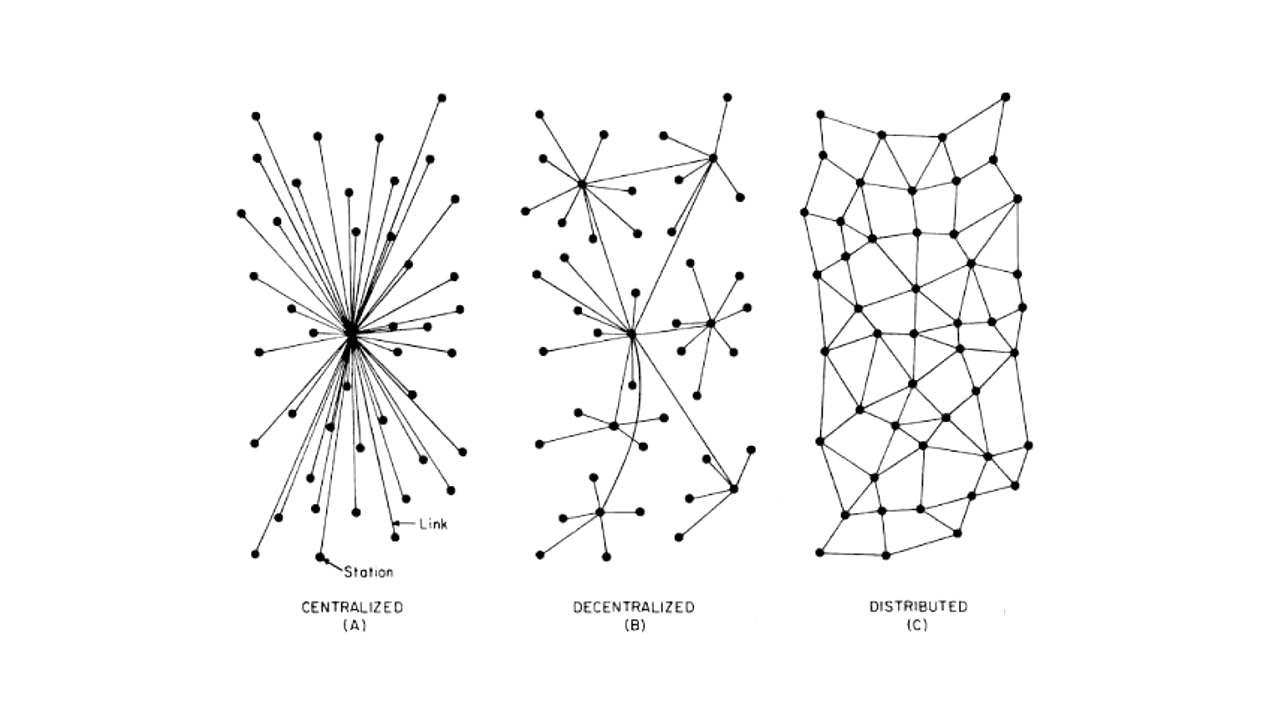 Link
Station
CENTRALIZED
(A)
DECENTRALIZED
(B)
DISTRIBUTED
(C)